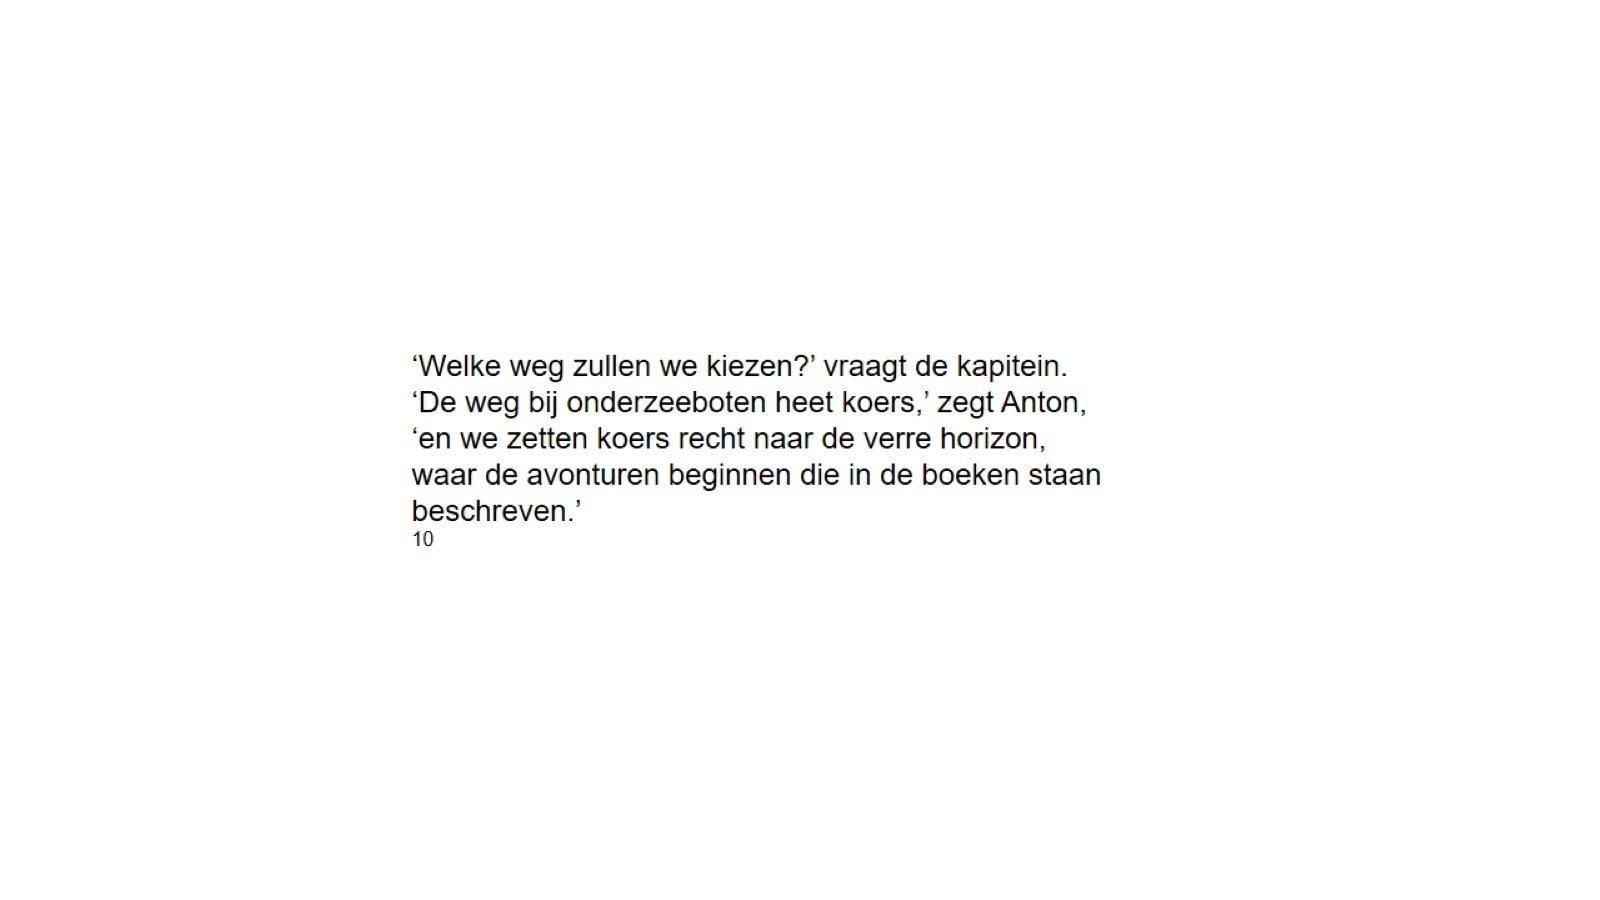 ‘Welke weg zullen we kiezen?’ vraagt de kapitein.
‘De weg bij onderzeeboten heet koers,’ zegt Anton,
‘en we zetten koers recht naar de verre horizon,
waar de avonturen beginnen die in de boeken staan
beschreven.’
10